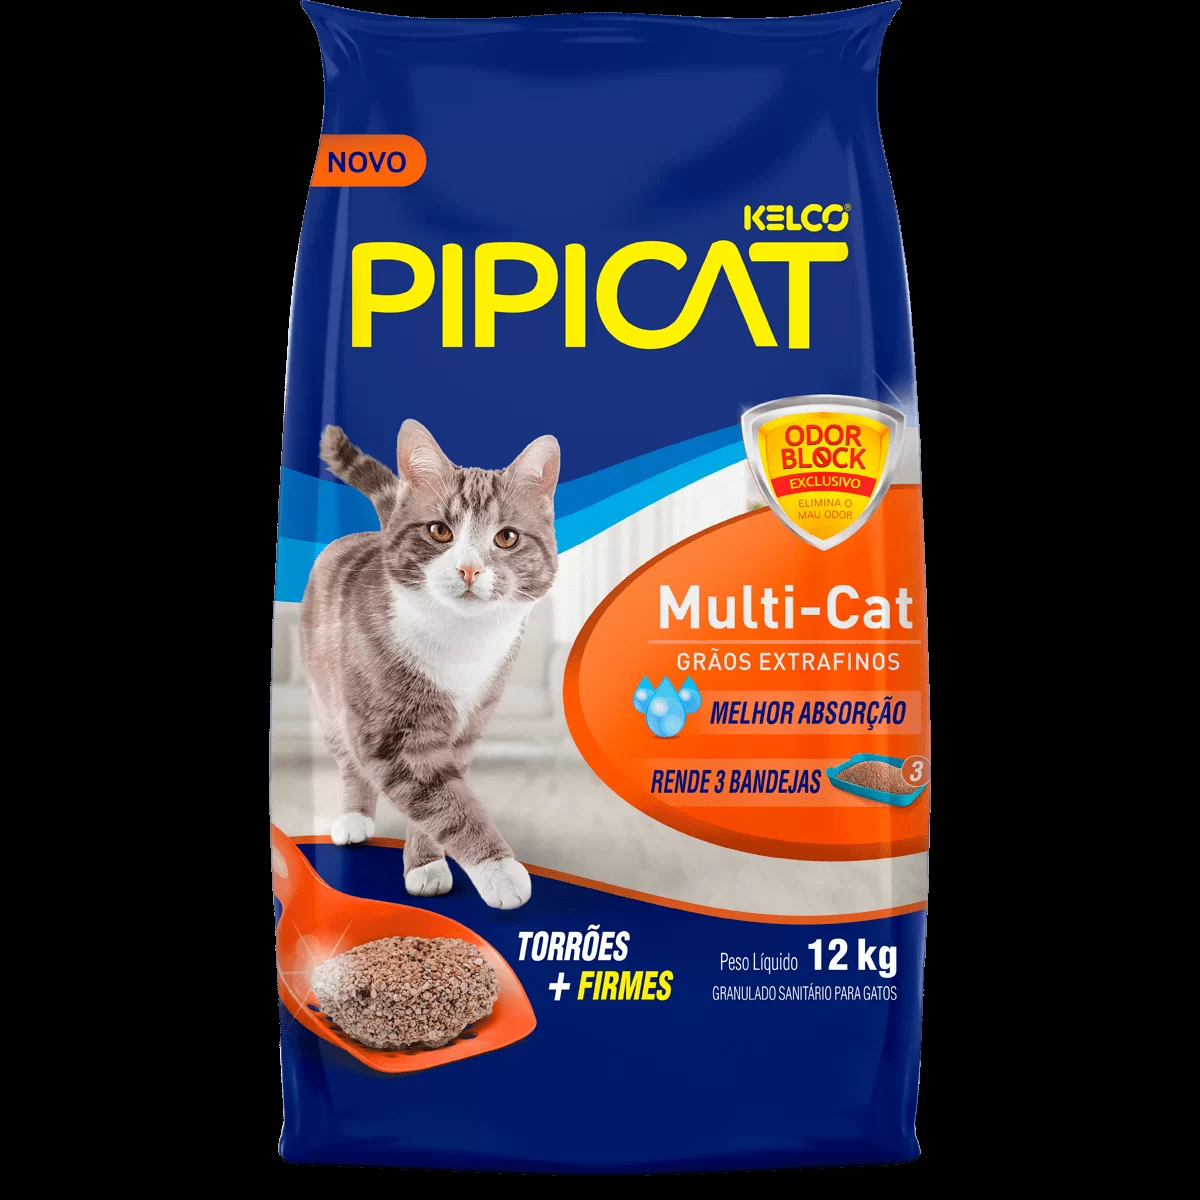 NOVO
KELCO®
PIPICAT
ODOR
BLOCK
EXCLUSIVO
ELIMINA O
MAU ODOR
Multi-Cat
GRÃOS EXTRAFINOS
MELHOR ABSORÇÃO
RENDE 3 BANDEJAS
3
TORRÕES
+ FIRMES
Peso Líquido 12 kg
GRANULADO SANITÁRIO PARA GATOS